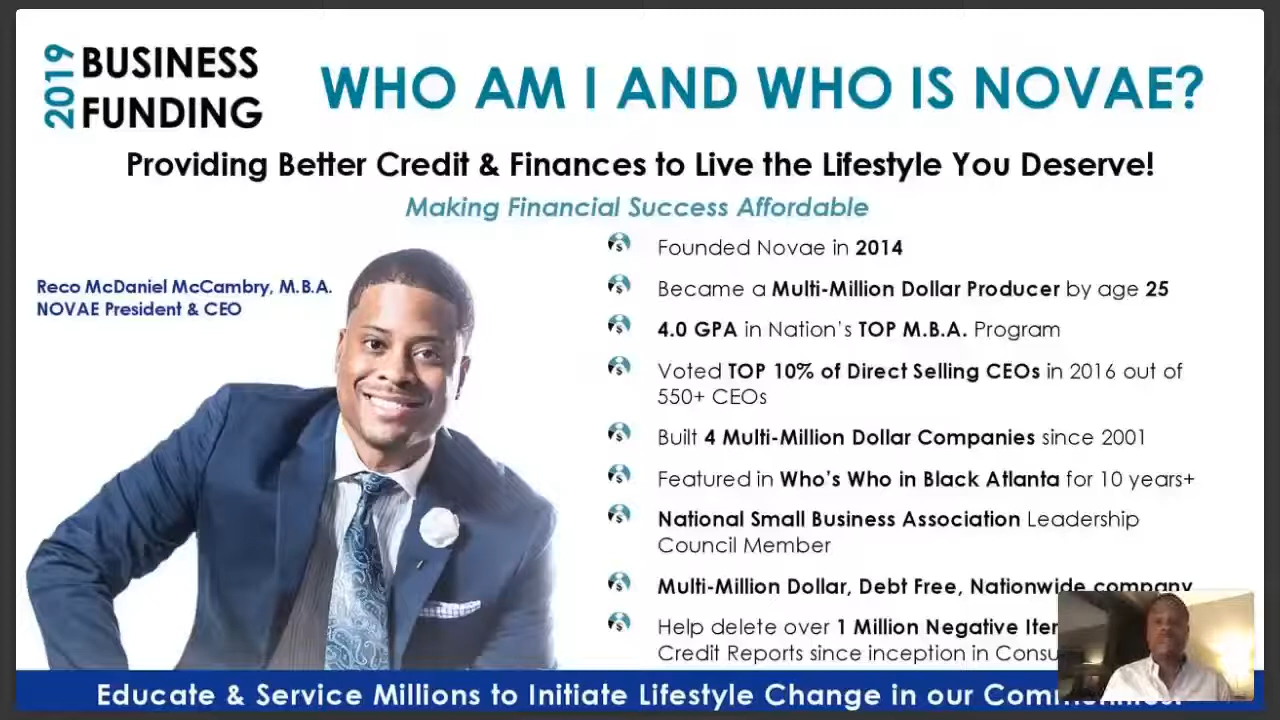 2019
BUSINESS
FUNDING
WHO AM I AND WHO IS NOVAE?
Providing Better Credit & Finances to Live the Lifestyle You Deserve!
Making Financial Success Affordable
Reco McDaniel McCambry, M.B.A.
NOVAE President & CEO
Founded Novae in 2014
Became a Multi-Million Dollar Producer by age 25
4.0 GPA in Nation's TOP M.B.A. Program
Voted TOP 10% of Direct Selling CEOs in 2016 out of
550+ CEOs
Built 4 Multi-Million Dollar Companies since 2001
Featured in Who's Who in Black Atlanta for 10 years+
National Small Business Association Leadership
Council Member
Multi-Million Dollar, Debt Free, Nationwide company
Help delete over 1 Million Negative
Credit Reports since inception in
Educate & Service Millions to Initiate Lifestyle Change in our